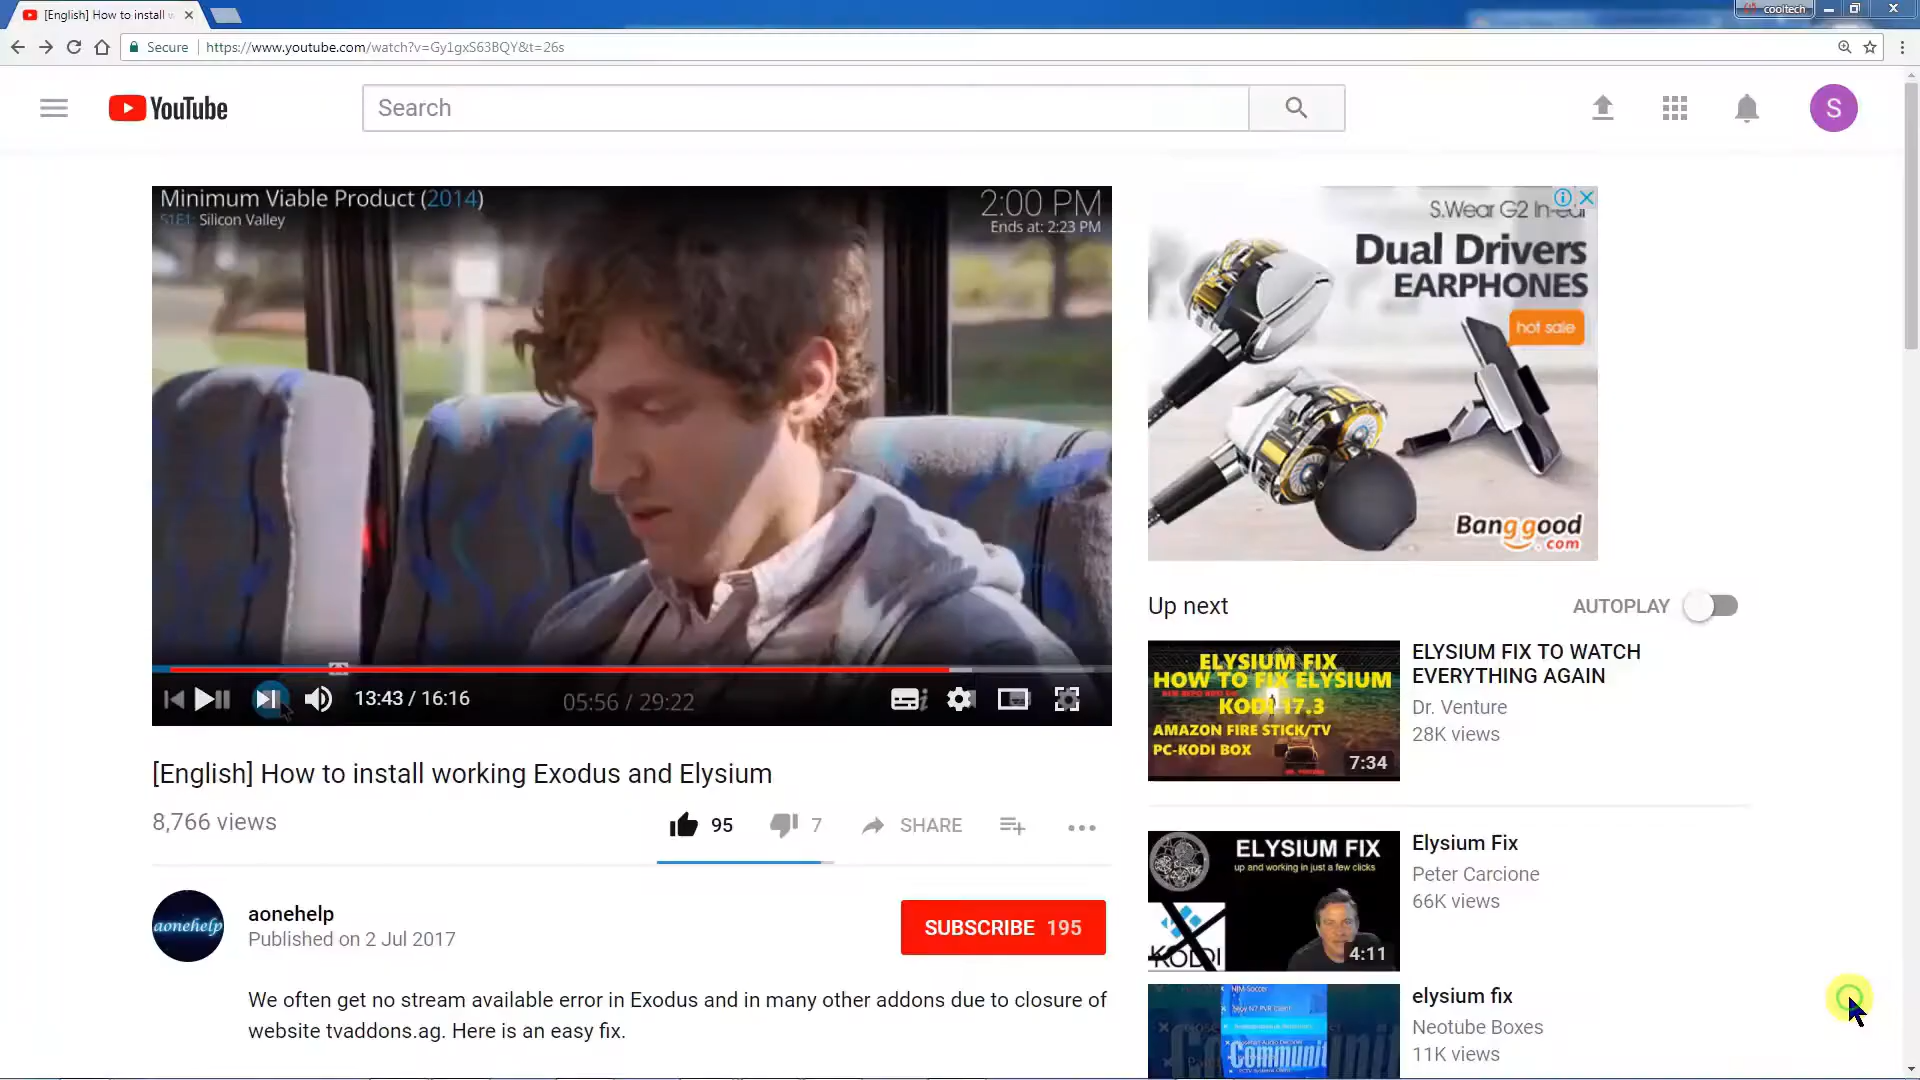 [English] How to install w
cooltech
Secure
https://www.youtube.com/watch?v=Gy1gxS63BQY&t=26s
YouTube
Search
S
Minimum Viable Product (2014)
S1E1: Silicon Valley
2:00 PM
Ends at: 2:23 PM
13:43 / 16:16
05:56 / 29:22
S.Wear G2 In-ear
Dual Drivers
EARPHONES
hot sale
Banggood
.com
[English] How to install working Exodus and Elysium
8,766 views
95
7
SHARE
aonehelp
aonehelp
Published on 2 Jul 2017
SUBSCRIBE 195
We often get no stream available error in Exodus and in many other addons due to closure of
website tvaddons.ag. Here is an easy fix.
Up next
AUTOPLAY
ELYSIUM FIX
HOW TO FIX ELYSIUM
KODI 17.3
AMAZON FIRE STICK/TV
PC-KODI BOX
7:34
ELYSIUM FIX TO WATCH
EVERYTHING AGAIN
Dr. Venture
28K views
ELYSIUM FIX
up and working in just a few clicks
KODI
4:11
Elysium Fix
Peter Carcione
66K views
Communi
elysium fix
Neotube Boxes
11K views